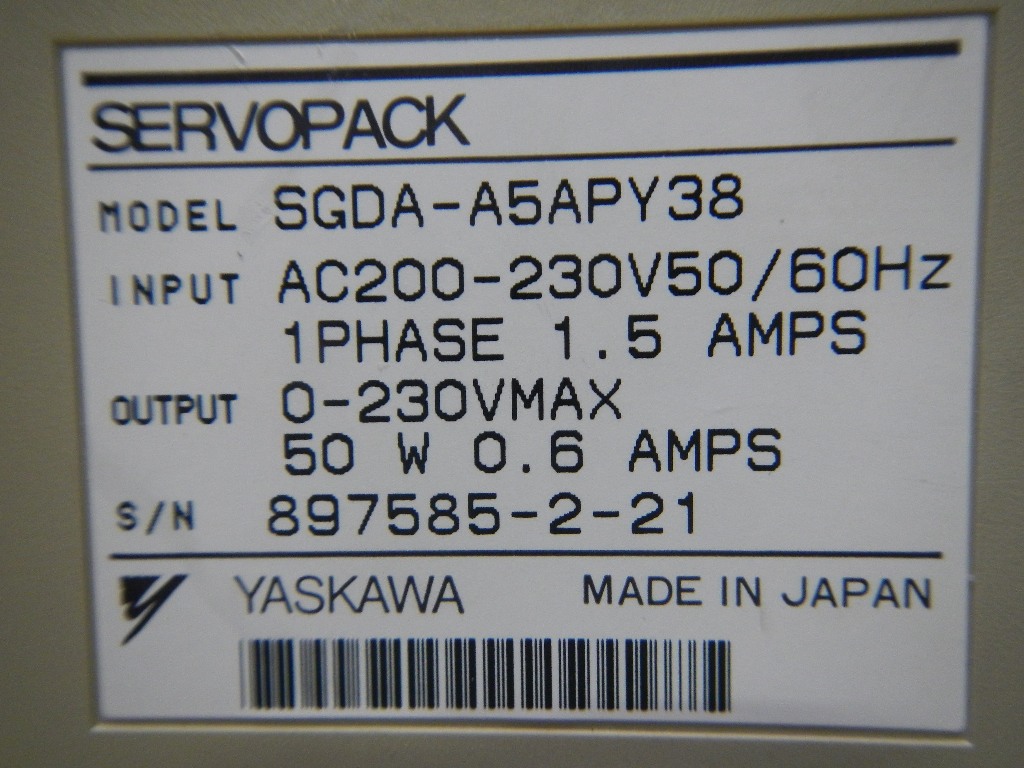 SERVOPACK
MODEL SGDA-A5APY38
INPUT AC200-230V50/60Hz
1PHASE 1.5 AMPS
OUTPUT 0-230VMAX
50 W 0.6 AMPS
S/N 897585-2-21
YASKAWA MADE IN JAPAN